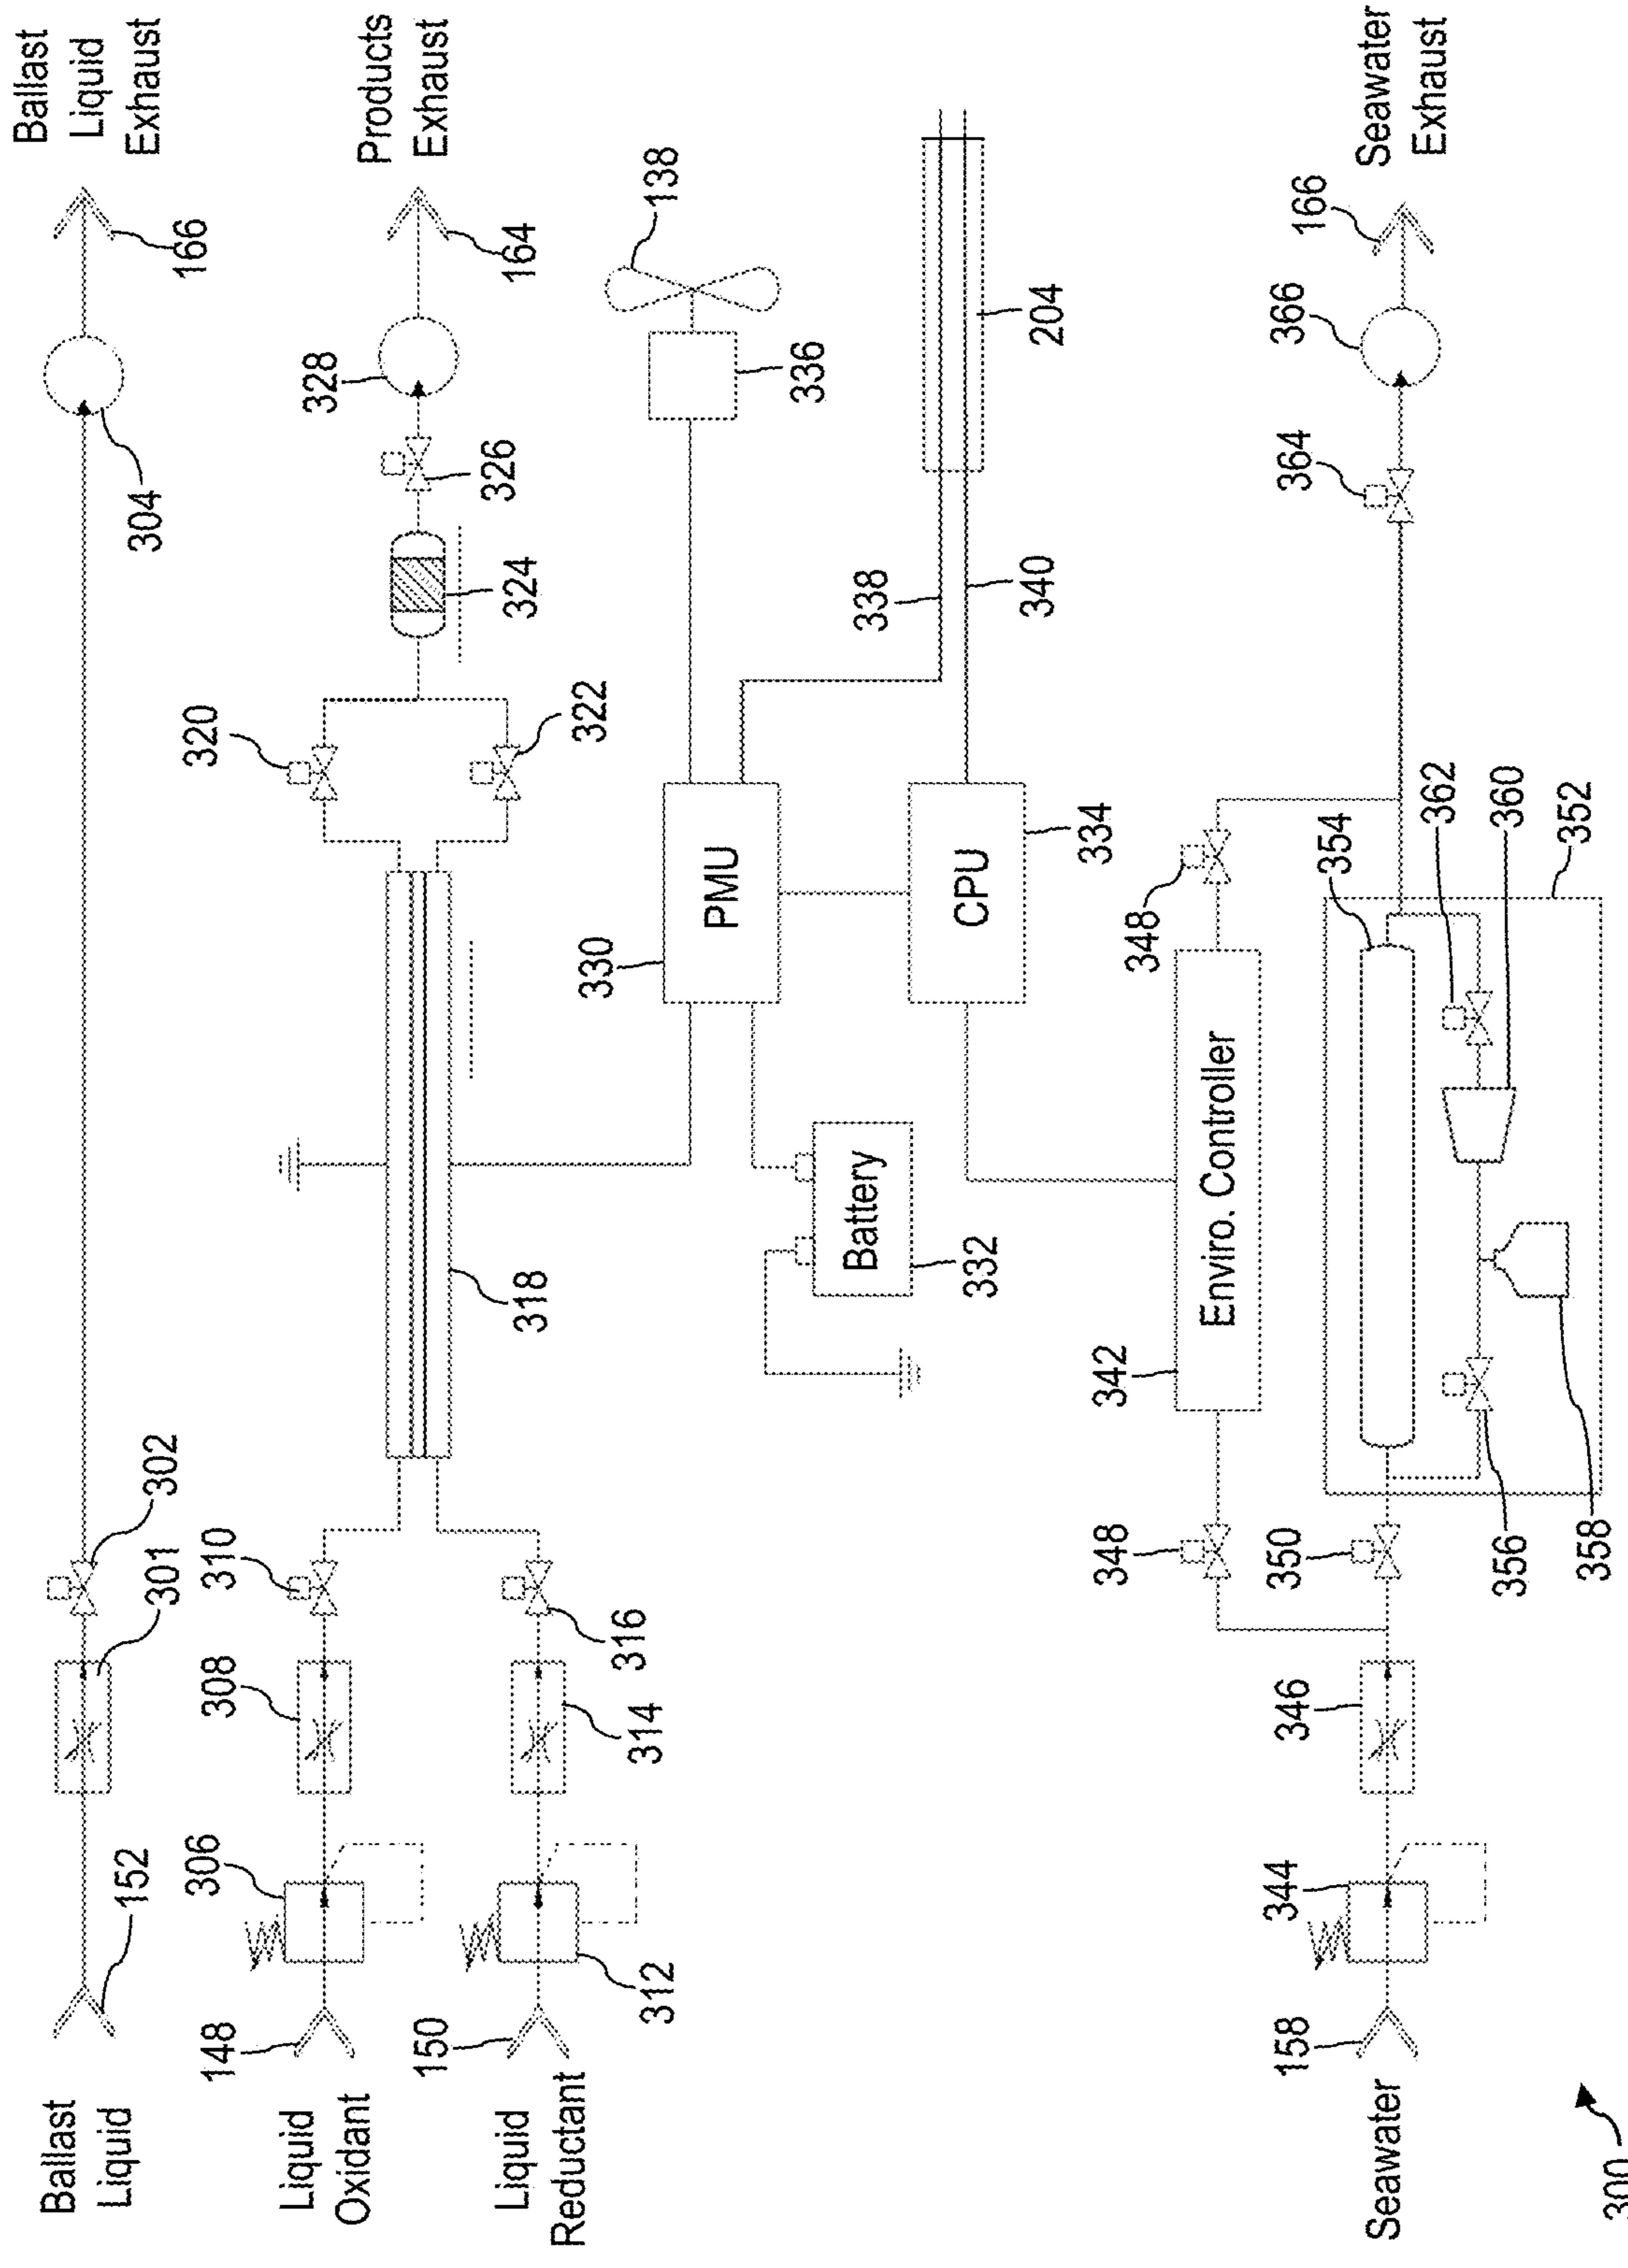 Ballast
Liquid
152
301
302
304
166
Ballast
Liquid
Exhaust
Liquid
Oxidant
148
306
308
310
Liquid
Reductant
150
312
314
316
318
320
322
324
326
328
164
Products
Exhaust
330
PMU
336
138
Battery
332
CPU
334
338
340
204
342
Enviro. Controller
348
348
Seawater
158
344
346
350
354
356
358
360
362
352
364
366
166
Seawater
Exhaust
300